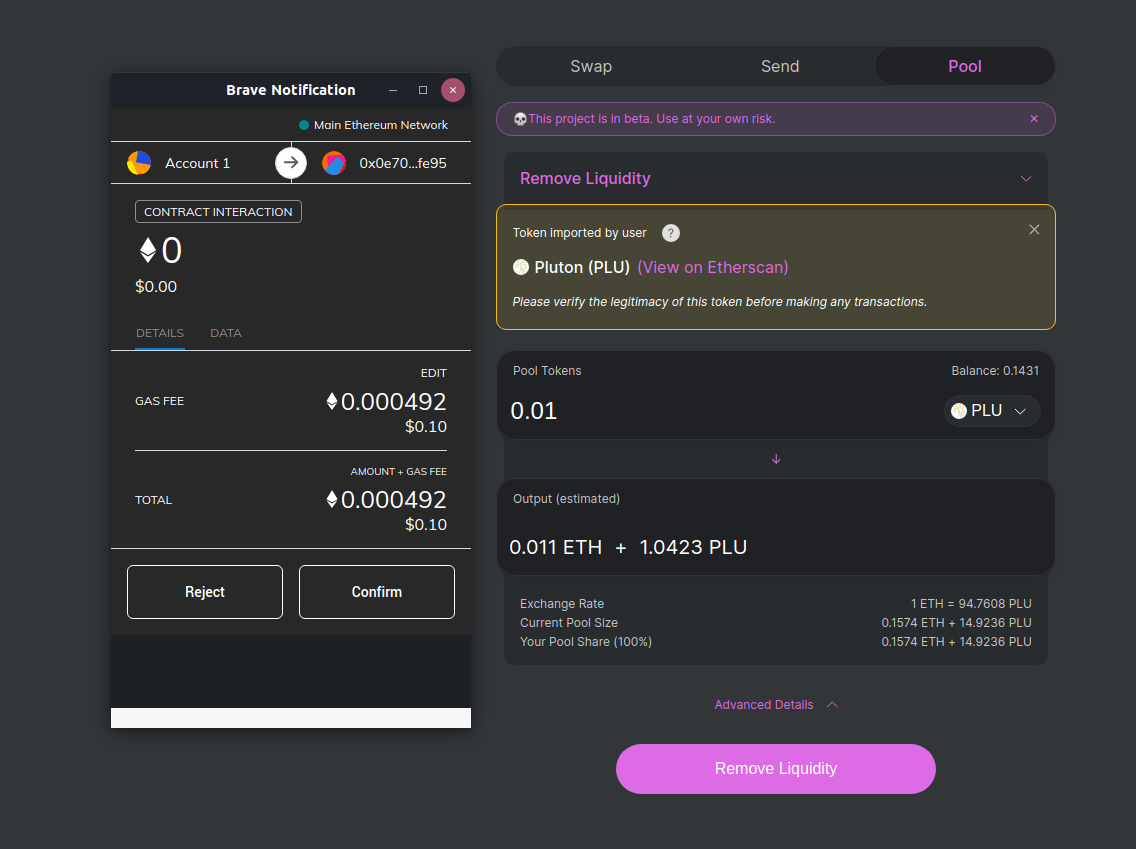 Brave Notification
Main Ethereum Network
Account 1
0x0e70...fe95
CONTRACT INTERACTION
0
$0.00
DETAILS DATA
EDIT
GAS FEE 0.000492
$0.10
AMOUNT + GAS FEE
TOTAL 0.000492
$0.10
Reject Confirm
Swap Send Pool
💀This project is in beta. Use at your own risk.
Remove Liquidity
Token imported by user ?
Pluton (PLU) (View on Etherscan)
Please verify the legitimacy of this token before making any transactions.
Pool Tokens Balance: 0.1431
0.01 PLU
Output (estimated)
0.011 ETH + 1.0423 PLU
Exchange Rate 1 ETH = 94.7608 PLU
Current Pool Size 0.1574 ETH + 14.9236 PLU
Your Pool Share (100%) 0.1574 ETH + 14.9236 PLU
Advanced Details
Remove Liquidity